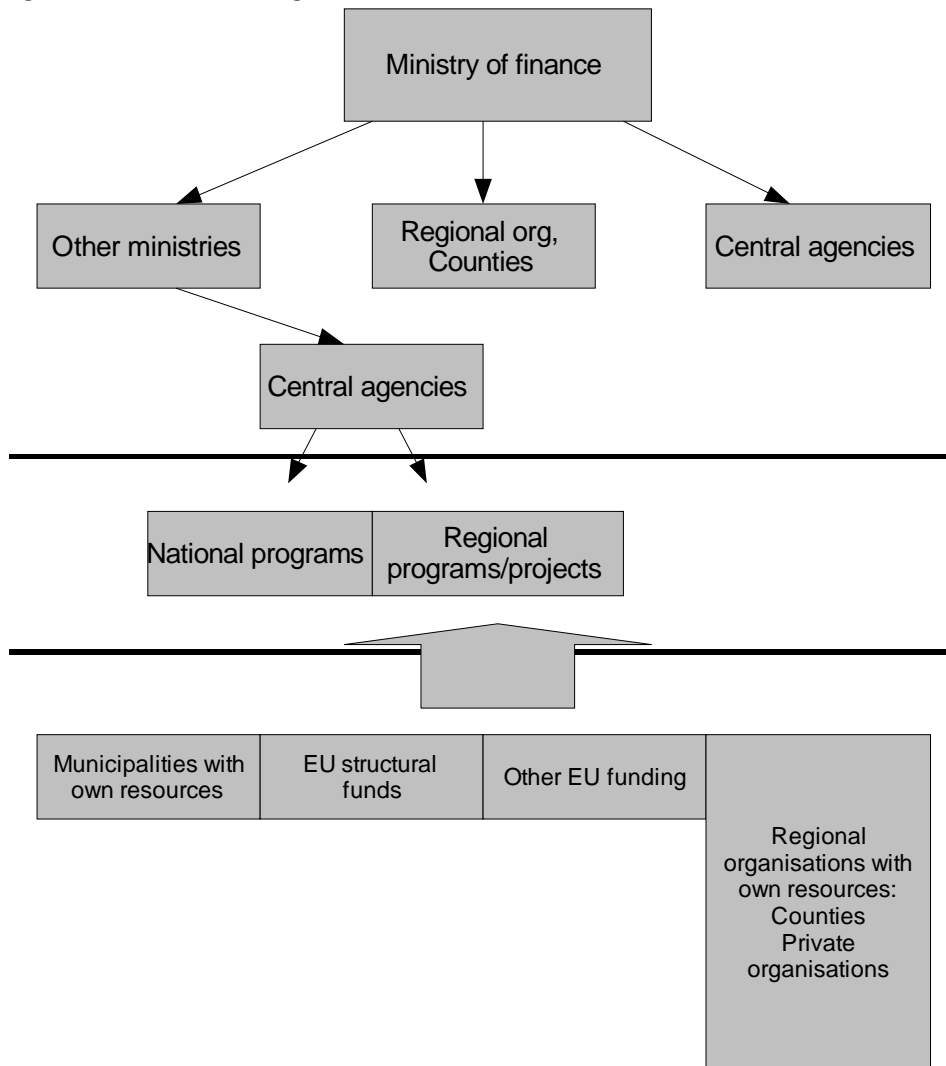 Ministry of finance
Other ministries
Regional org,
Counties
Central agencies
Central agencies
National programs
Regional
programs/projects
Municipalities with
own resources
EU structural
funds
Other EU funding
Regional
organisations with
own resources:
Counties
Private
organisations